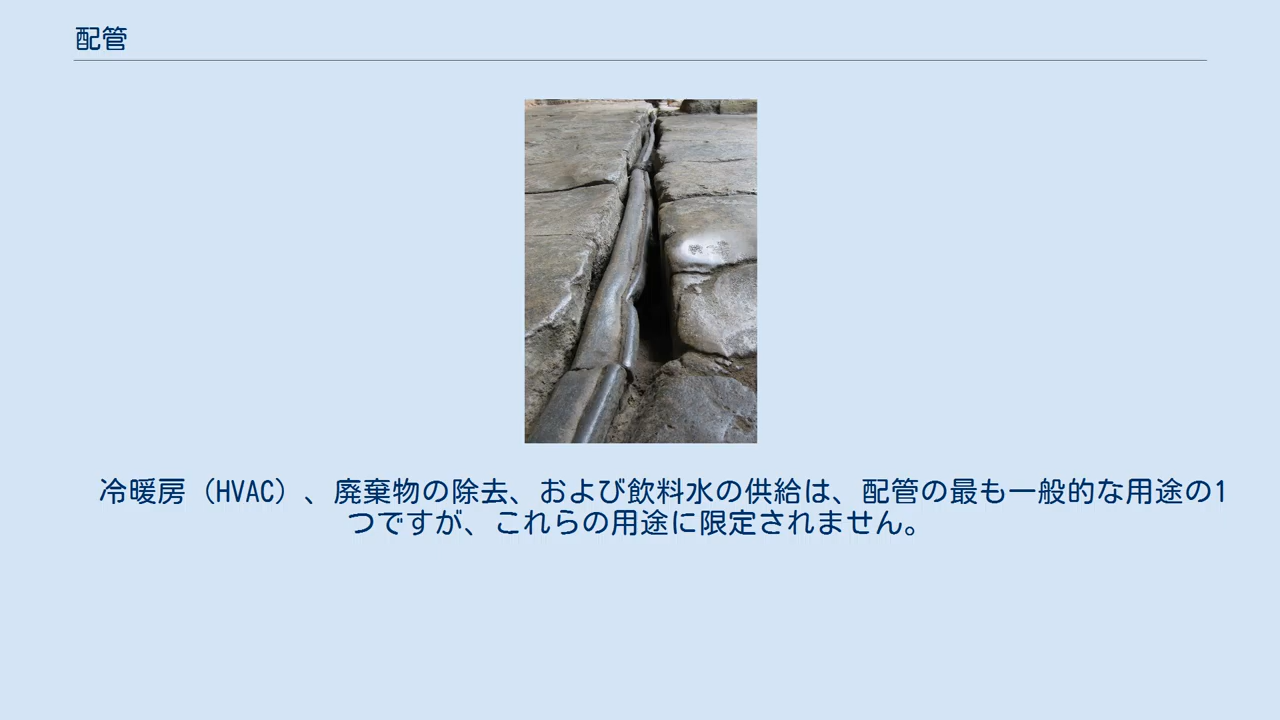 配管
冷暖房（HVAC）、廃棄物の除去、および飲料水の供給は、配管の最も一般的な用途の1
つですが、これらの用途に限定されません。